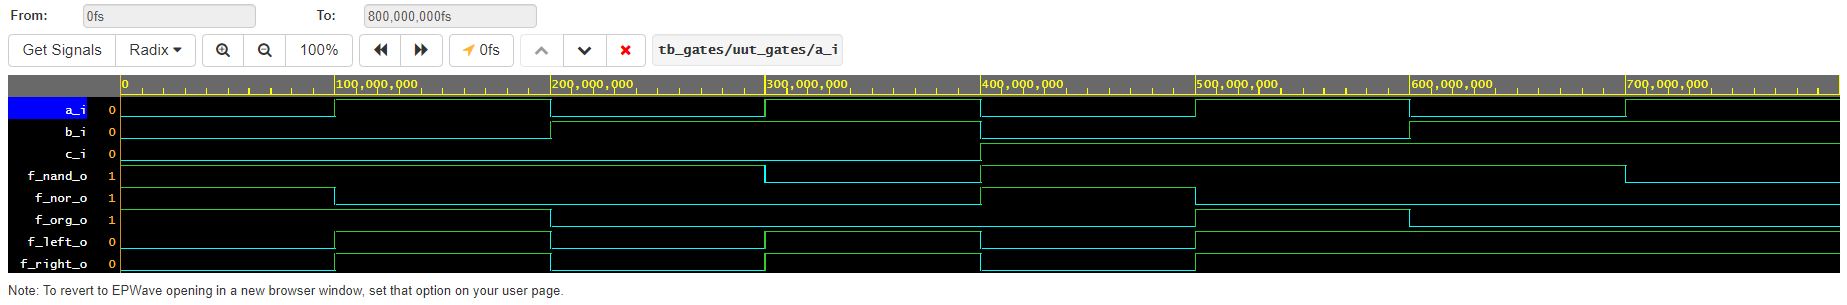 From: 0fs To: 800,000,000fs
Get Signals Radix 100% 0fs tb_gates/uut_gates/a_i
0 100,000,000 200,000,000 300,000,000 400,000,000 500,000,000 600,000,000 700,000,000
a_i 0
b_i 0
c_i 0
f_nand_o 1
f_nor_o 1
f_org_o 1
f_left_o 0
f_right_o 0
Note: To revert to EPWave opening in a new browser window, set that option on your user page.